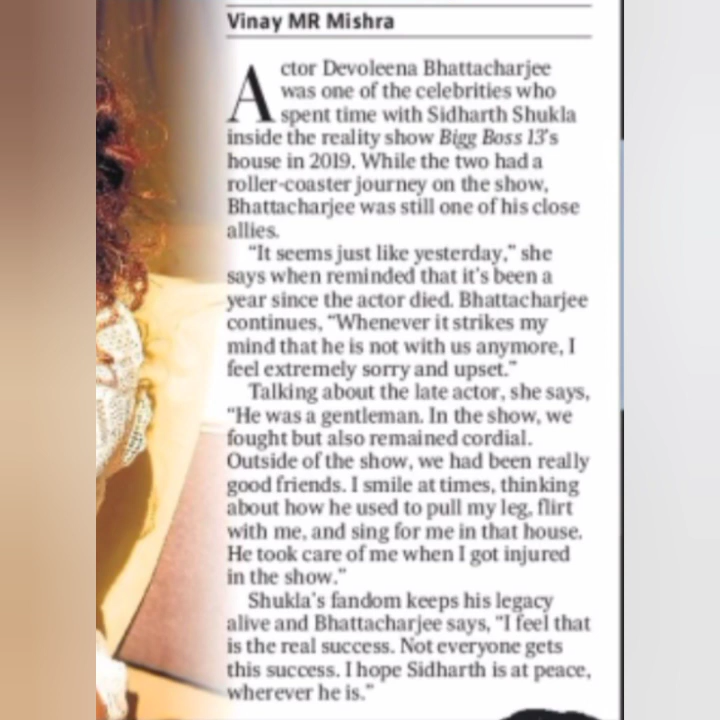 Vinay MR Mishra
Actor Devoleena Bhattacharjee
was one of the celebrities who
spent time with Sidharth Shukla
inside the reality show Bigg Boss 13's
house in 2019. While the two had a
roller-coaster journey on the show,
Bhattacharjee was still one of his close
allies.
“It seems just like yesterday,” she
says when reminded that it's been a
year since the actor died. Bhattacharjee
continues, “Whenever it strikes my
mind that he is not with us anymore, I
feel extremely sorry and upset.”
Talking about the late actor, she says,
“He was a gentleman. In the show, we
fought but also remained cordial.
Outside of the show, we had been really
good friends. I smile at times, thinking
about how he used to pull my leg, flirt
with me, and sing for me in that house.
He took care of me when I got injured
in the show.”
Shukla's fandom keeps his legacy
alive and Bhattacharjee says, “I feel that
is the real success. Not everyone gets
this success. I hope Sidharth is at peace,
wherever he is.”